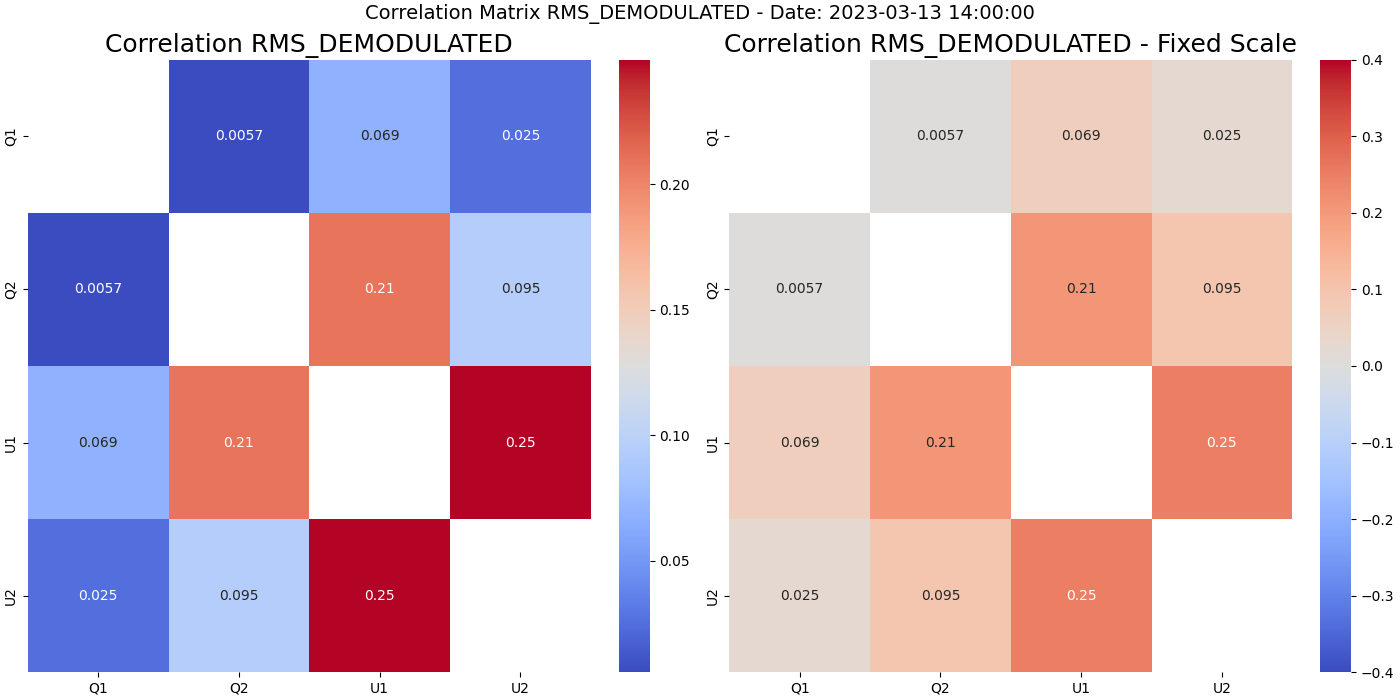 Correlation Matrix RMS_DEMODULATED - Date: 2023-03-13 14:00:00
Correlation RMS_DEMODULATED
Q1
0.0057
0.069
0.025
Q2
0.0057
0.21
0.095
U1
0.069
0.21
0.25
U2
0.025
0.095
0.25
Q1
Q2
U1
U2
0.20
0.15
0.10
0.05
Correlation RMS_DEMODULATED - Fixed Scale
Q1
0.0057
0.069
0.025
Q2
0.0057
0.21
0.095
U1
0.069
0.21
0.25
U2
0.025
0.095
0.25
Q1
Q2
U1
U2
0.4
0.3
0.2
0.1
0.0
−0.1
−0.2
−0.3
−0.4